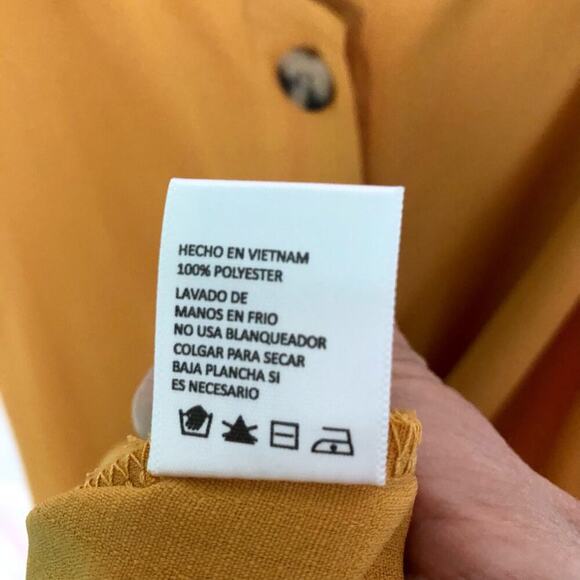 HECHO EN VIETNAM
100% POLYESTER
LAVADO DE
MANOS EN FRIO
NO USA BLANQUEADOR
COLGAR PARA SECAR
BAJA PLANCHA SI
ES NECESARIO